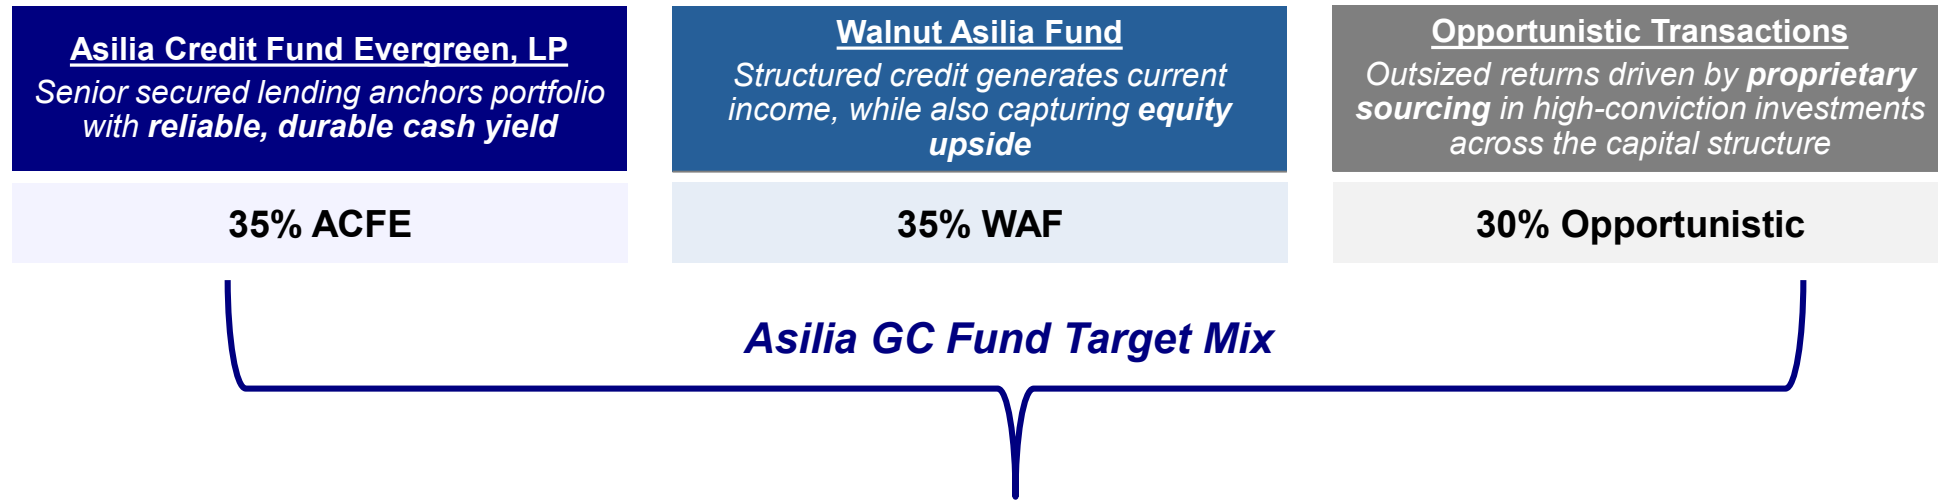 Asilia Credit Fund Evergreen, LP
Senior secured lending anchors portfolio
with reliable, durable cash yield
35% ACFE
Walnut Asilia Fund
Structured credit generates current
income, while also capturing equity
upside
35% WAF
Opportunistic Transactions
Outsized returns driven by proprietary
sourcing in high-conviction investments
across the capital structure
30% Opportunistic
Asilia GC Fund Target Mix